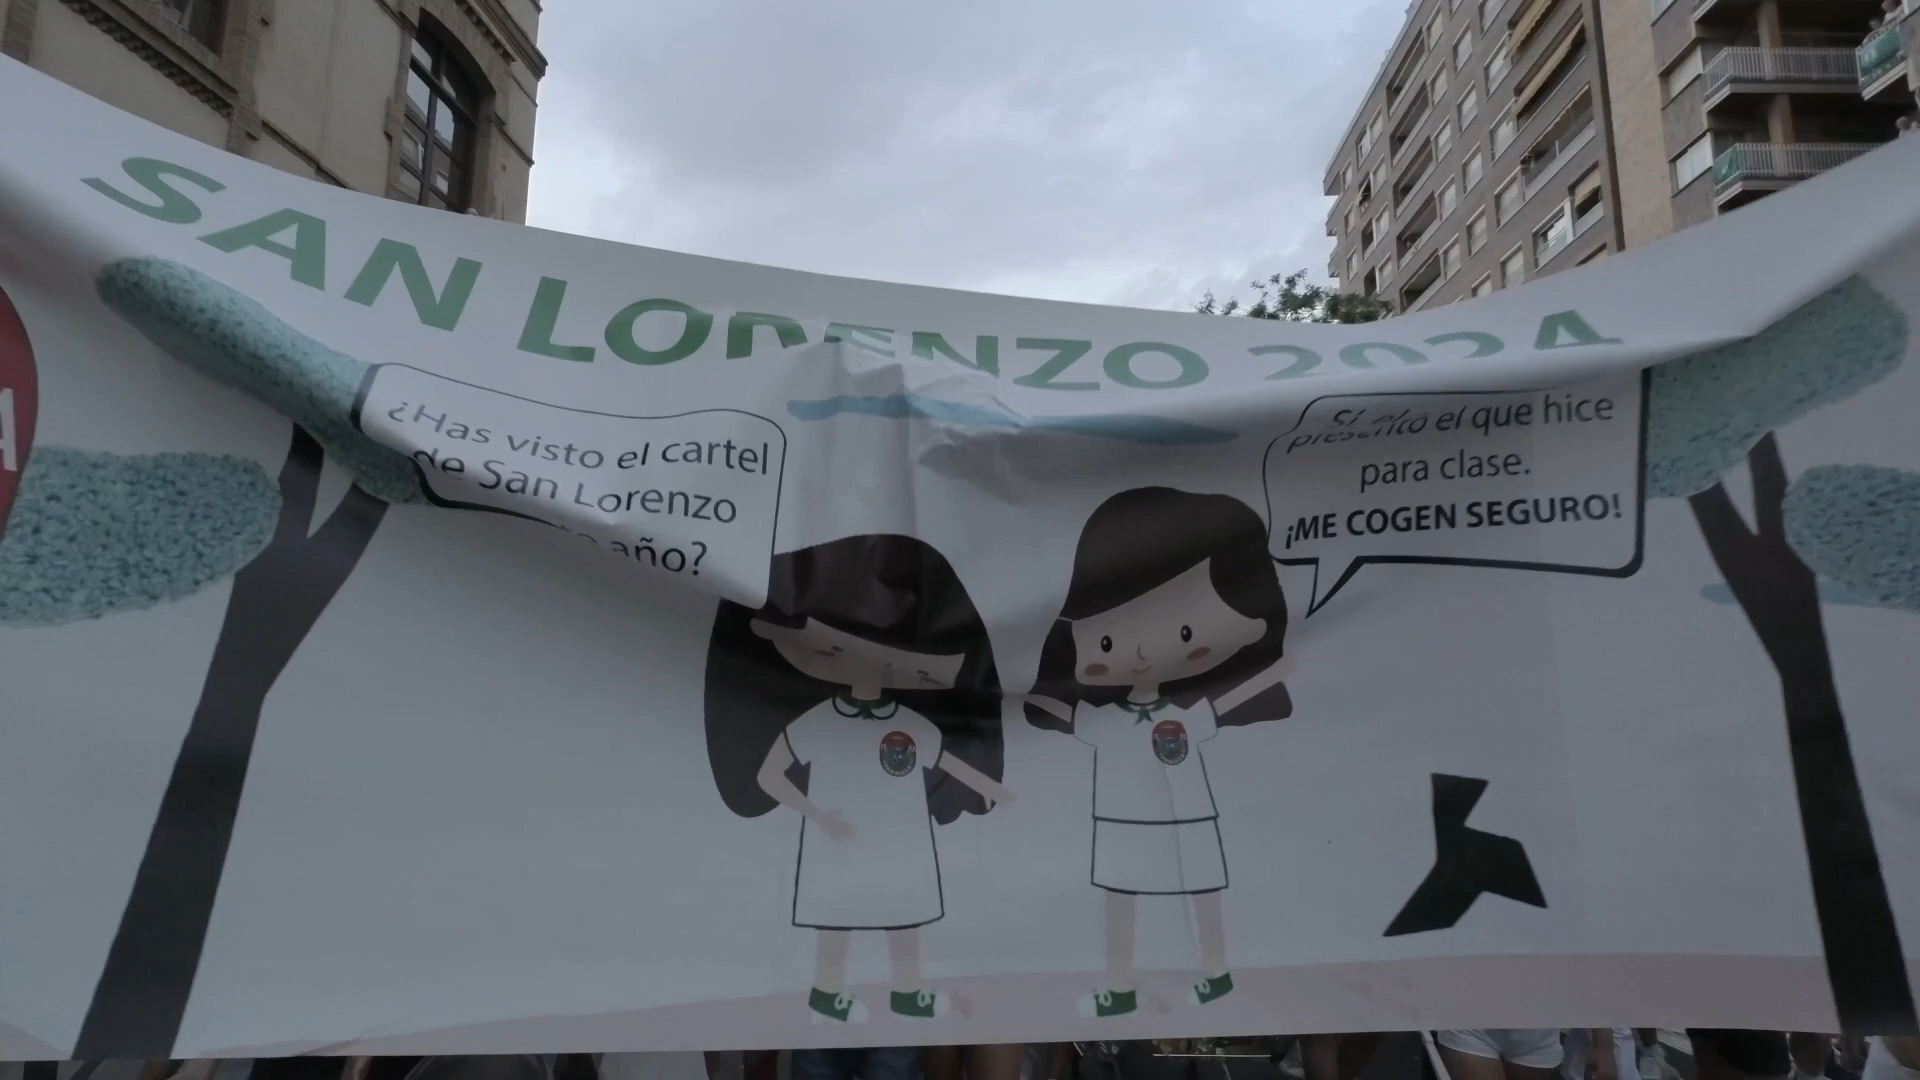 SAN LORENZO 2024
¿Has visto el cartel
de San Lorenzo
año?
el que hice
para clase.
¡ME COGEN SEGURO!
A